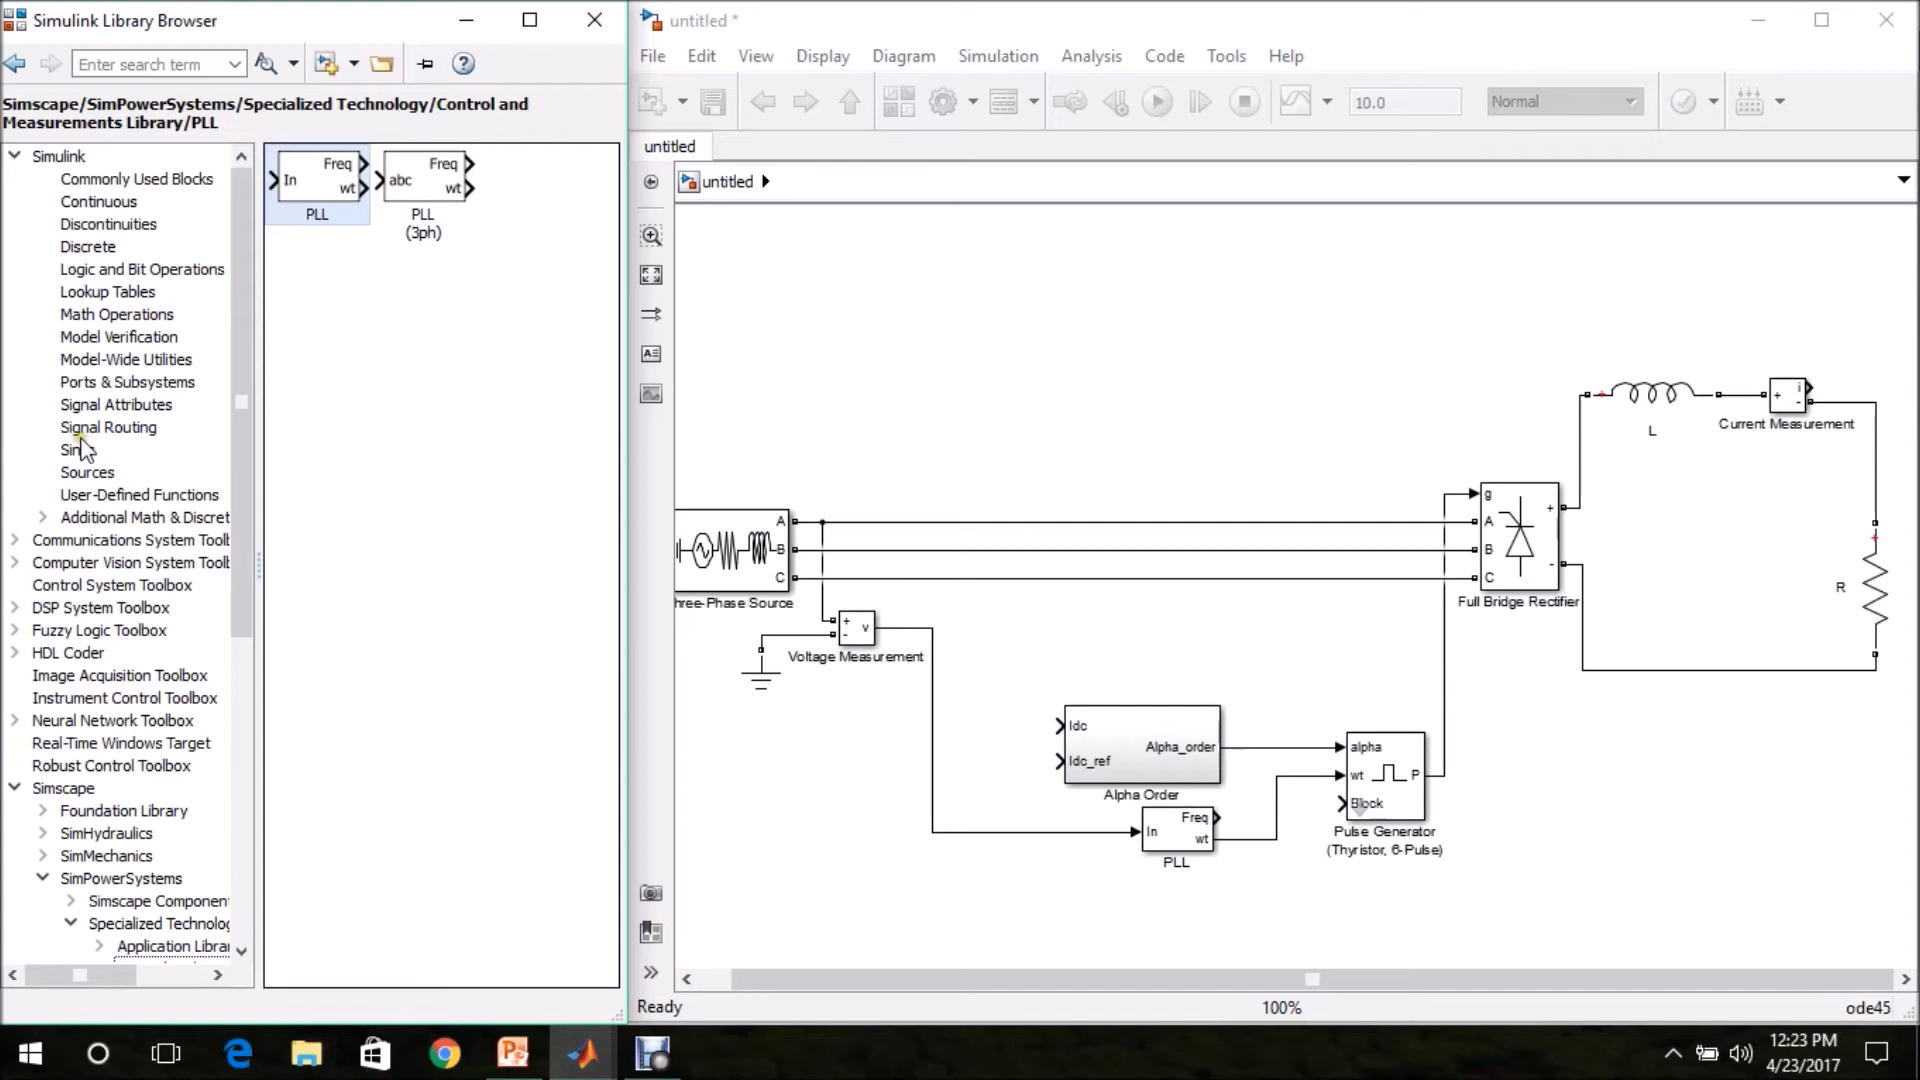 Simulink Library Browser
Enter search term
Simscape/SimPowerSystems/Specialized Technology/Control and
Measurements Library/PLL
Simulink
Commonly Used Blocks
Continuous
Discontinuities
Discrete
Logic and Bit Operations
Lookup Tables
Math Operations
Model Verification
Model-Wide Utilities
Ports & Subsystems
Signal Attributes
Signal Routing
Sources
User-Defined Functions
Additional Math & Discret
Communications System Toolb
Computer Vision System Toolb
Control System Toolbox
DSP System Toolbox
Fuzzy Logic Toolbox
HDL Coder
Image Acquisition Toolbox
Instrument Control Toolbox
Neural Network Toolbox
Real-Time Windows Target
Robust Control Toolbox
Simscape
Foundation Library
SimHydraulics
SimMechanics
SimPowerSystems
Simscape Componen
Specialized Technolog
Application Librar
In
Freq
wt
PLL
abc
Freq
wt
PLL
(3ph)
untitled *
File Edit View Display Diagram Simulation Analysis Code Tools Help
10.0
Normal
untitled
untitled
A
B
C
hree-Phase Source
+
-
v
Voltage Measurement
Idc
Idc_ref
Alpha_order
Alpha Order
In
Freq
wt
PLL
alpha
wt
Block
P
Pulse Generator
(Thyristor, 6-Pulse)
g
A
B
C
+
-
Full Bridge Rectifier
L
+
i
-
Current Measurement
R
Ready
100%
ode45
12:23 PM
4/23/2017